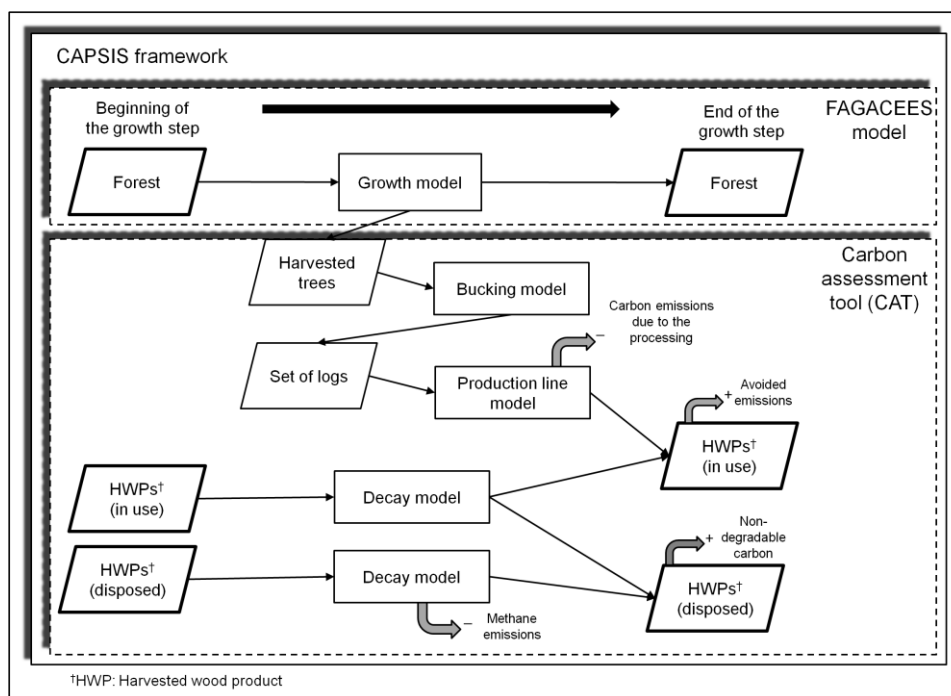 CAPSIS framework
Beginning of
the growth step
End of the
growth step
FAGACEES
model
Forest
Growth model
Forest
Harvested
trees
Bucking model
Carbon
assessment
tool (CAT)
Carbon emissions
due to the
processing
−
Set of logs
Production line
model
+ Avoided
emissions
HWPs†
(in use)
HWPs†
(in use)
Decay model
Non-
degradable
+ carbon
HWPs†
(disposed)
Decay model
HWPs†
(disposed)
− Methane
emissions
†HWP: Harvested wood product